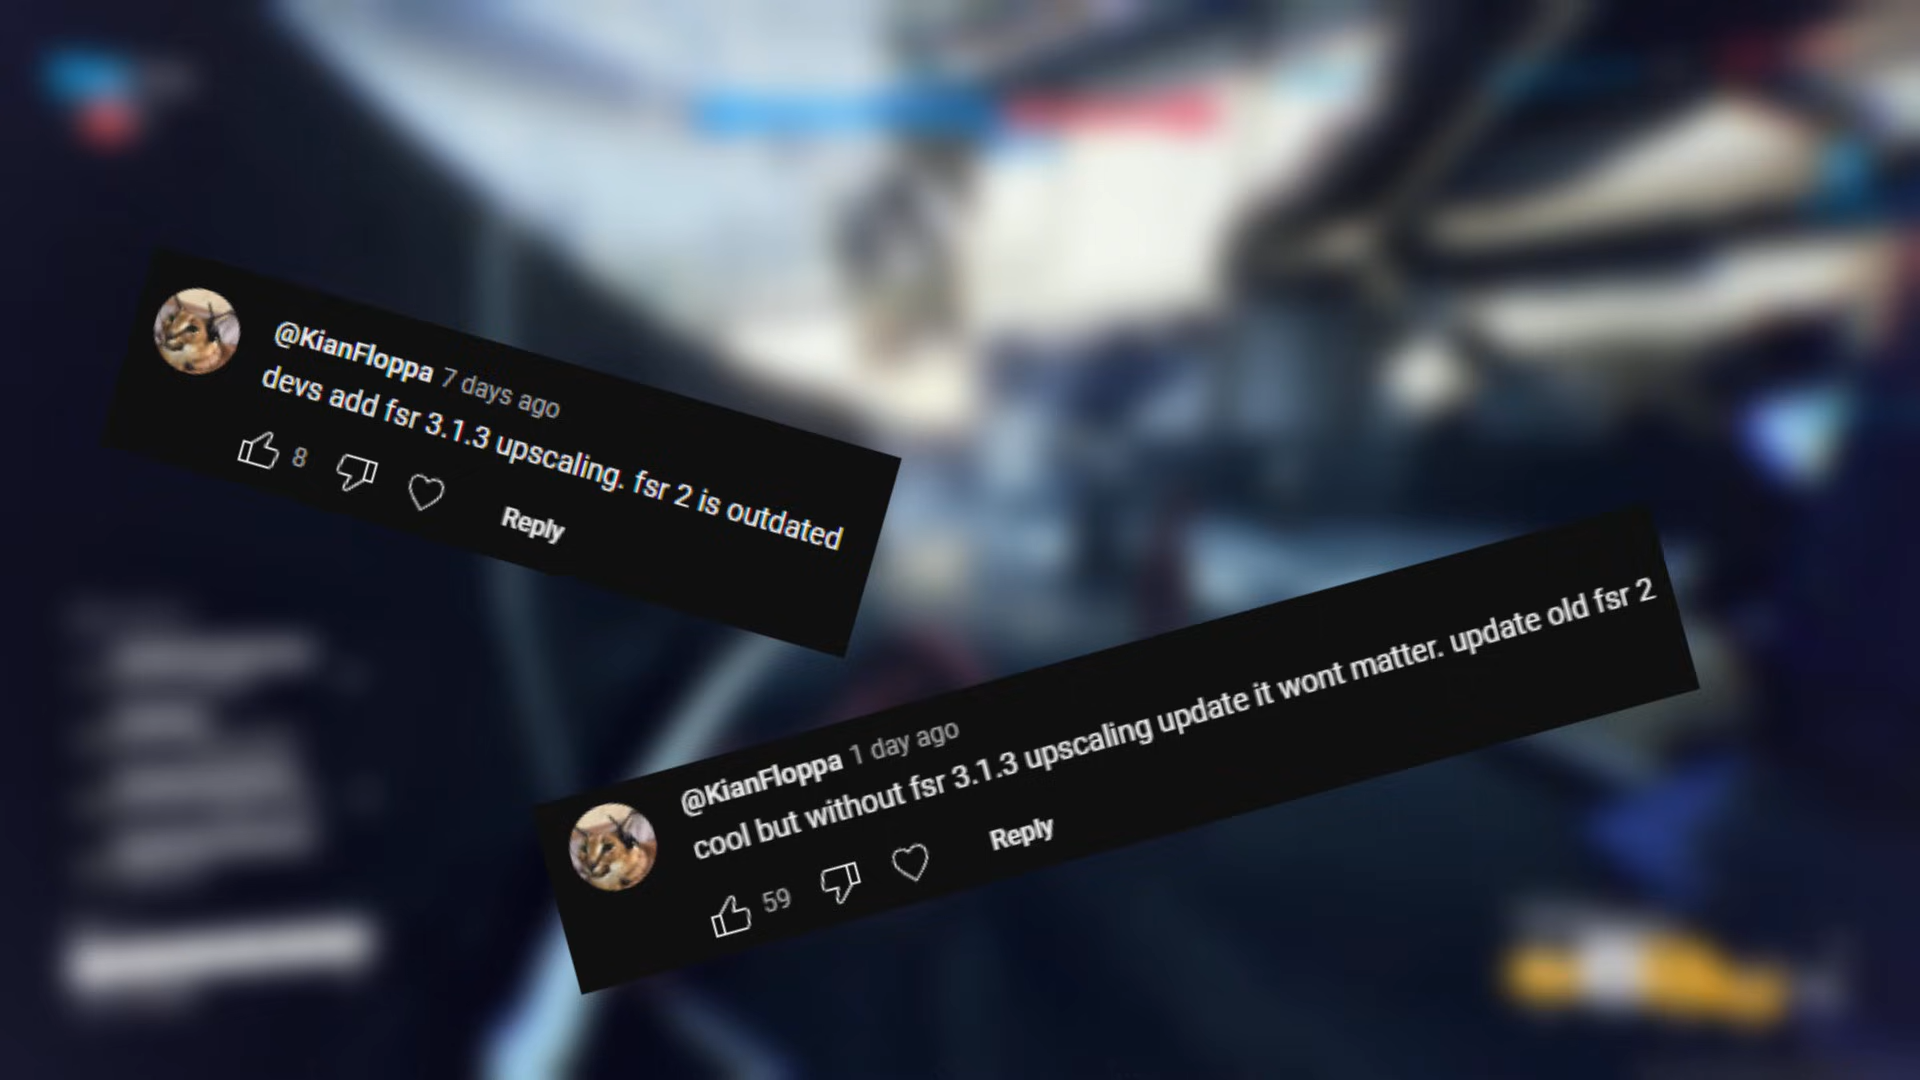 @KianFloppa 7 days ago
devs add fsr 3.1.3 upscaling. fsr 2 is outdated
8
Reply
@KianFloppa 1 day ago
cool but without fsr 3.1.3 upscaling update it wont matter. update old fsr 2
59
Reply